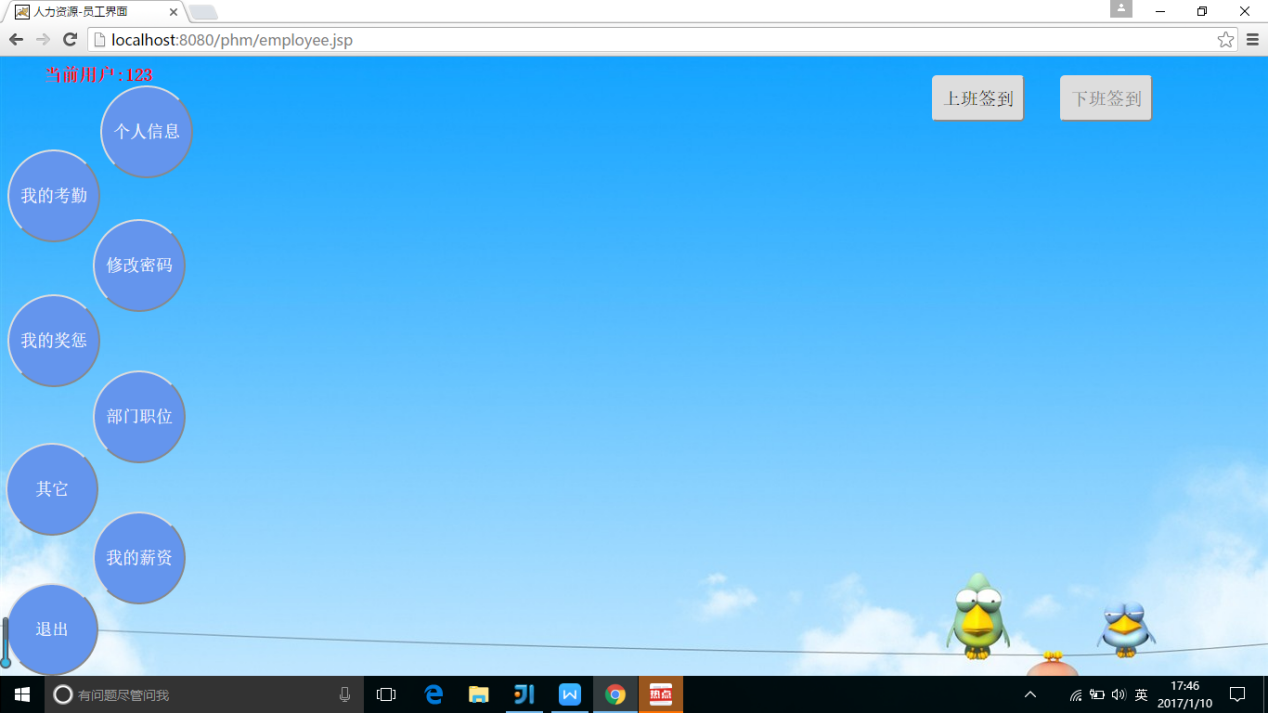 人力资源-员工界面
localhost:8080/phm/employee.jsp
当前用户:123
上班签到
下班签到
个人信息
我的考勤
修改密码
我的奖惩
部门职位
其它
我的薪资
退出
有问题尽管问我
热点
英
17:46
2017/1/10